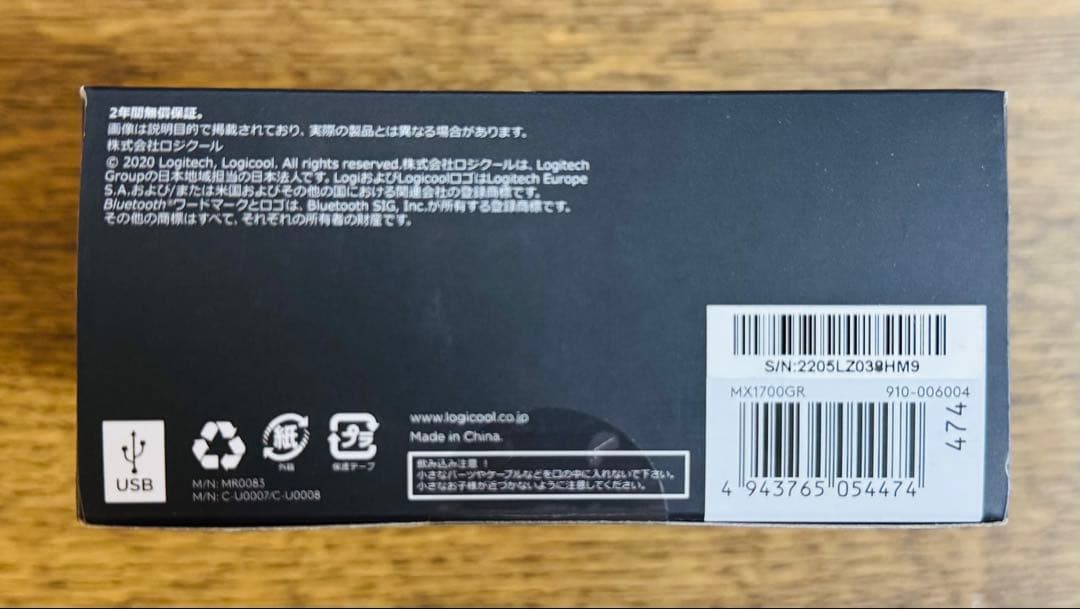 2年間無償保証。
画像は説明目的で掲載されており、実際の製品とは異なる場合があります。
株式会社ロジクール
© 2020 Logitech, Logicool. All rights reserved.株式会社ロジクールは、Logitech
Groupの日本地域担当の日本法人です。LogiおよびLogicoolロゴはLogitech Europe
S.A.および/または米国およびその他の国における関連会社の登録商標です。
Bluetooth®ワードマークとロゴは、Bluetooth SIG, Inc.が所有する登録商標です。
その他の商標はすべて、それぞれの所有者の財産です。
S/N:2205LZ038HM9
MX1700GR 910-006004
474
4 943765 054474
USB
紙
外箱
プラ
保護テープ
M/N: MR0083
M/N: C-U0007/C-U0008
www.logicool.co.jp
Made in China.
飲み込み注意！
小さなパーツやケーブルなどを口の中に入れないで下さい。
小さなお子様が近づかないように注意してください。